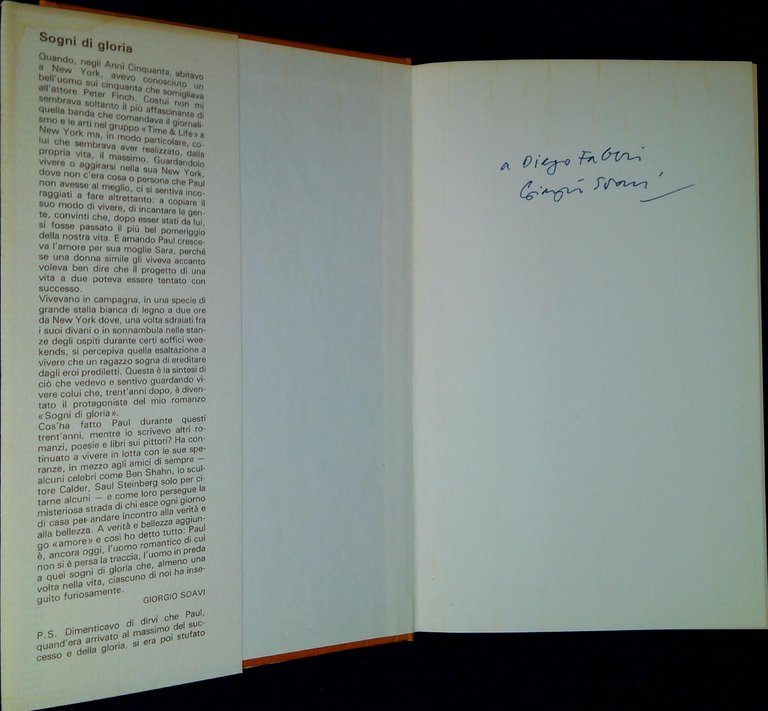 Sogni di gloria
Quando, negli Anni Cinquanta, abitavo
a New York, avevo conosciuto un
bell'uomo sui cinquanta che somigliava
all'attore Peter Finch. Costui non mi
sembrava soltanto il più affascinante di
quella banda che comandava il giornali-
smo e le arti nel gruppo «Time & Life» a
New York ma, in modo particolare, co-
lui che sembrava aver realizzato, dalla
propria vita, il massimo. Guardandolo
vivere o aggirarsi nella sua New York,
dove non c'era cosa o persona che Paul
non avesse al meglio, ci si sentiva inco-
raggiati a fare altrettanto: a copiare il
suo modo di vivere, di incantare la gen-
te, convinti che, dopo esser stati da lui,
si fosse passato il più bel pomeriggio
della nostra vita. E amando Paul cresce-
va l'amore per sua moglie Sara, perché
se una donna simile gli viveva accanto
voleva ben dire che il progetto di una
vita a due poteva essere tentato con
successo.
Vivevano in campagna, in una specie di
grande stalla bianca di legno a due ore
da New York dove, una volta sdraiati fra
i suoi divani o in sonnambula nelle stan-
ze degli ospiti durante certi soffici wee-
kends, si percepiva quella esaltazione a
vivere che un ragazzo sogna di ereditare
dagli eroi prediletti. Questa è la sintesi di
ciò che vedevo e sentivo guardando vi-
vere colui che, trent'anni dopo, è diven-
tato il protagonista del mio romanzo
«Sogni di gloria».
Cos'ha fatto Paul durante questi
trent'anni, mentre io scrivevo altri ro-
manzi, poesie e libri sui pittori? Ha con-
tinuato a vivere in lotta con le sue spe-
ranze, in mezzo agli amici di sempre —
alcuni celebri come Ben Shahn, lo scul-
tore Calder, Saul Steinberg solo per ci-
tarne alcuni — e come loro persegue la
misteriosa strada di chi esce ogni giorno
di casa per andare incontro alla verità e
alla bellezza. A verità e bellezza aggiun-
go «amore» e così ho detto tutto: Paul
è, ancora oggi, l'uomo romantico di cui
non si è persa la traccia, l'uomo in preda
a quei sogni di gloria che, almeno una
volta nella vita, ciascuno di noi ha inse-
guito furiosamente.
GIORGIO SOAVI
P.S. Dimenticavo di dirvi che Paul,
quand'era arrivato al massimo del suc-
cesso e della gloria, si era poi stufato
a Diego Fabbri
Giorgio Soavi